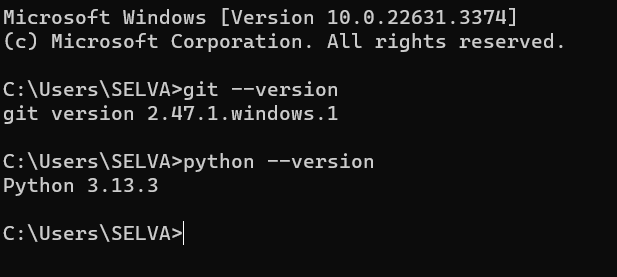 Microsoft Windows [Version 10.0.22631.3374]
(c) Microsoft Corporation. All rights reserved.
C:\Users\SELVA>git --version
git version 2.47.1.windows.1
C:\Users\SELVA>python --version
Python 3.13.3
C:\Users\SELVA>